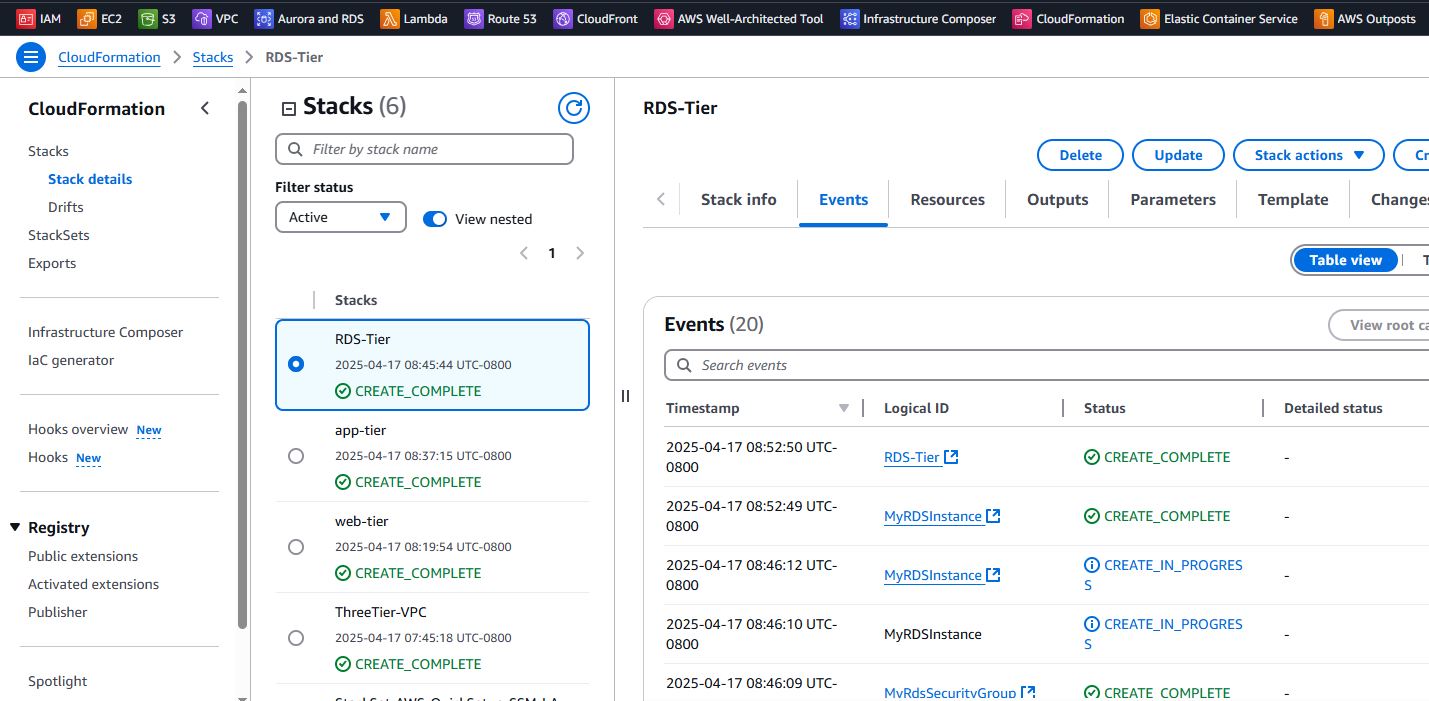 IAM EC2 S3 VPC Aurora and RDS Lambda Route 53 CloudFront AWS Well-Architected Tool Infrastructure Composer CloudFormation Elastic Container Service AWS Outposts
CloudFormation > Stacks > RDS-Tier
CloudFormation
Stacks
Stack details
Drifts
StackSets
Exports
Infrastructure Composer
IaC generator
Hooks overview New
Hooks New
Registry
Public extensions
Activated extensions
Publisher
Spotlight
Stacks (6)
Filter by stack name
Filter status
Active View nested
1
Stacks
RDS-Tier
2025-04-17 08:45:44 UTC-0800
CREATE_COMPLETE
app-tier
2025-04-17 08:37:15 UTC-0800
CREATE_COMPLETE
web-tier
2025-04-17 08:19:54 UTC-0800
CREATE_COMPLETE
ThreeTier-VPC
2025-04-17 07:45:18 UTC-0800
CREATE_COMPLETE
RDS-Tier
Delete Update Stack actions Cr
Stack info Events Resources Outputs Parameters Template Changes
Table view T
Events (20)
View root ca
Search events
Timestamp Logical ID Status Detailed status
2025-04-17 08:52:50 UTC-
0800
RDS-Tier
CREATE_COMPLETE
-
2025-04-17 08:52:49 UTC-
0800
MyRDSInstance
CREATE_COMPLETE
-
2025-04-17 08:46:12 UTC-
0800
MyRDSInstance
CREATE_IN_PROGRES
S
-
2025-04-17 08:46:10 UTC-
0800
MyRDSInstance
CREATE_IN_PROGRES
S
-
2025-04-17 08:46:09 UTC-
MyRdsSecurityGroup
CREATE_COMPLETE
-